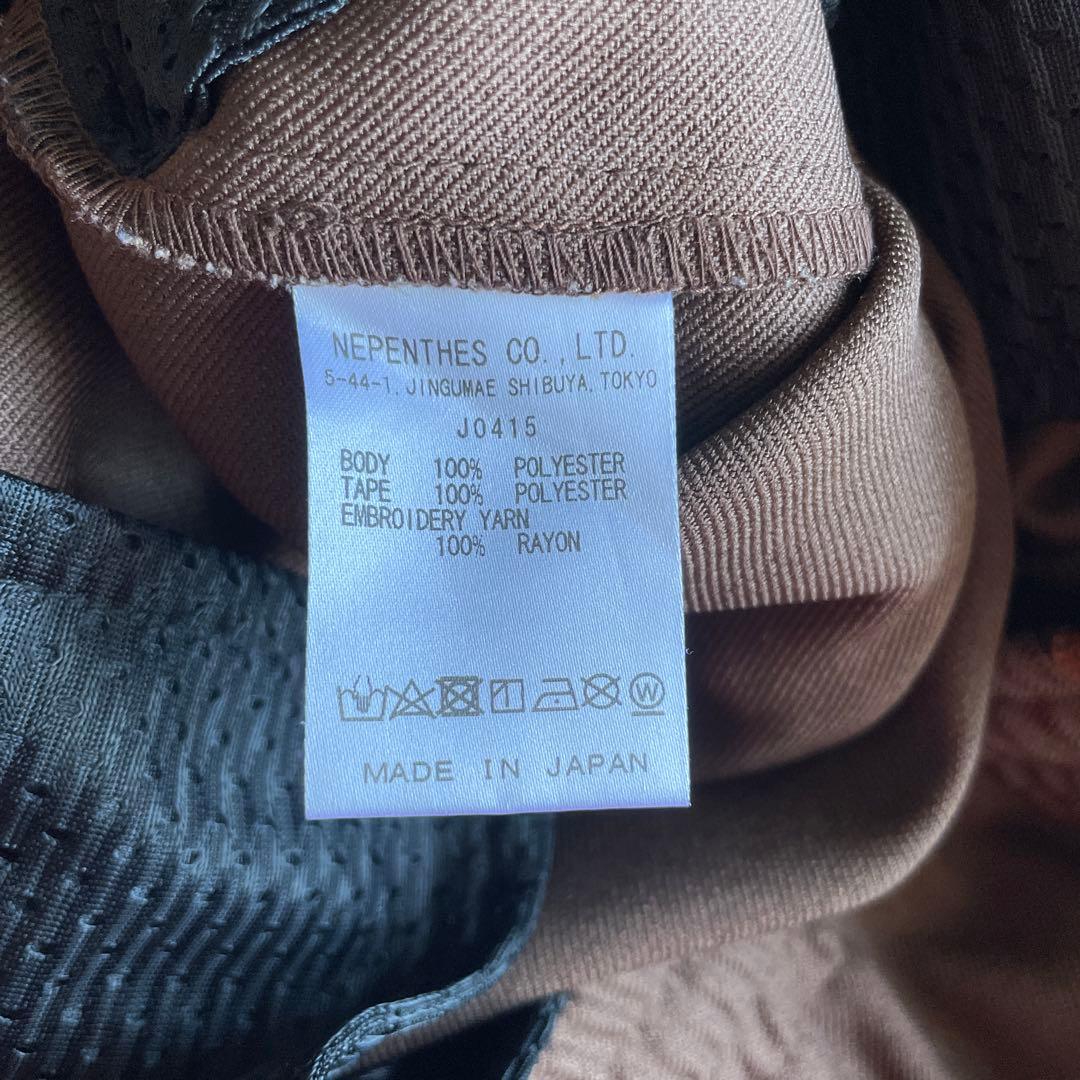 NEPENTHES CO.,LTD.
5-44-1, JINGUMAE SHIBUYA, TOKYO
J0415
BODY 100% POLYESTER
TAPE 100% POLYESTER
EMBROIDERY YARN
100% RAYON
W
MADE IN JAPAN